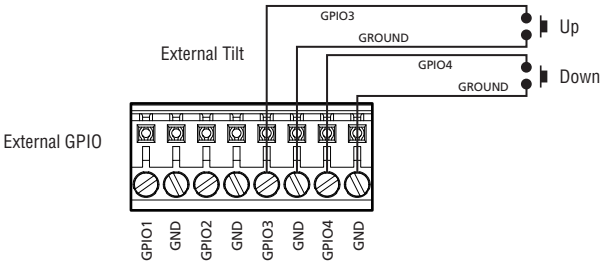 GPIO3
Up
GROUND
External Tilt
GPIO4
Down
GROUND
External GPIO
GPIO1
GND
GPIO2
GND
GPIO3
GND
GPIO4
GND